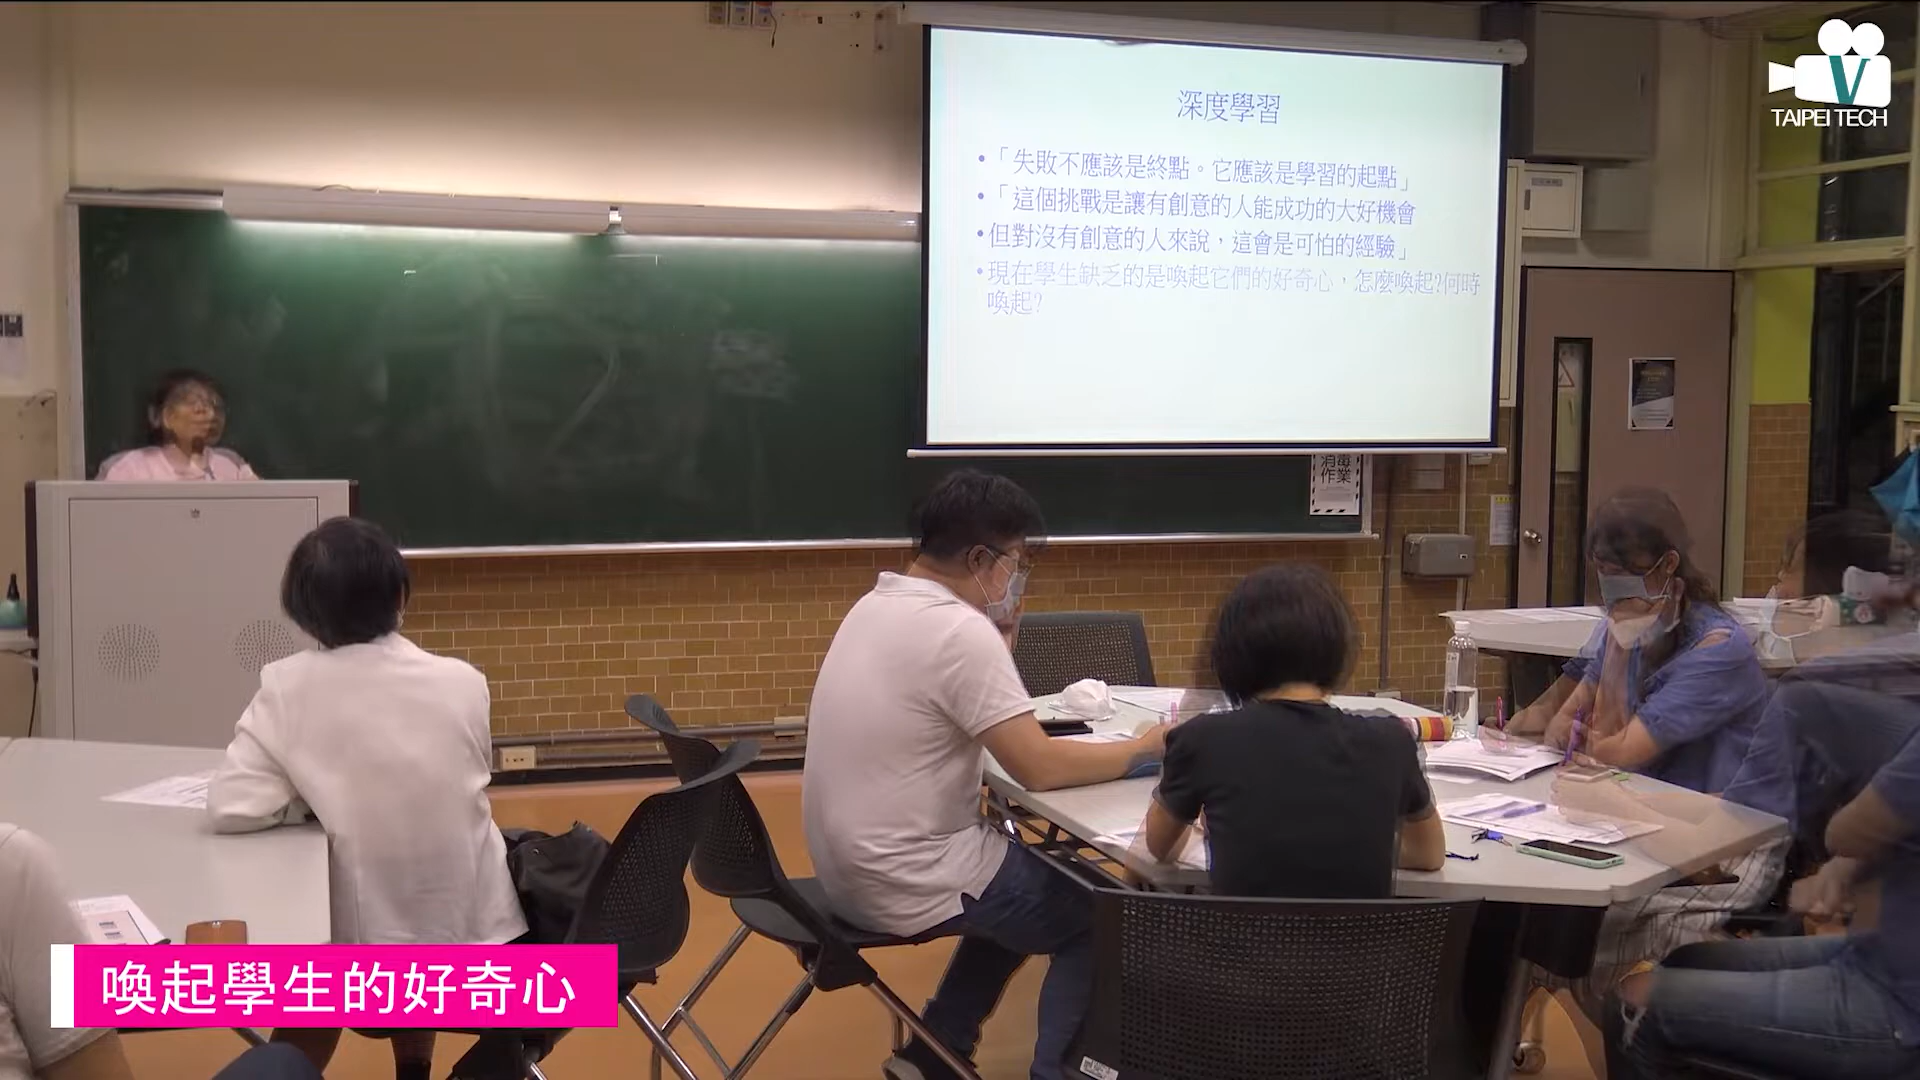 V
TAIPEI TECH
深度學習
•「失敗不應該是終點。它應該是學習的起點」
•「這個挑戰是讓有創意的人能成功的大好機會
•但對沒有創意的人來說，這會是可怕的經驗」
•現在學生缺乏的是喚起它們的好奇心，怎麼喚起?何時
喚起?
消毒
作業
喚起學生的好奇心